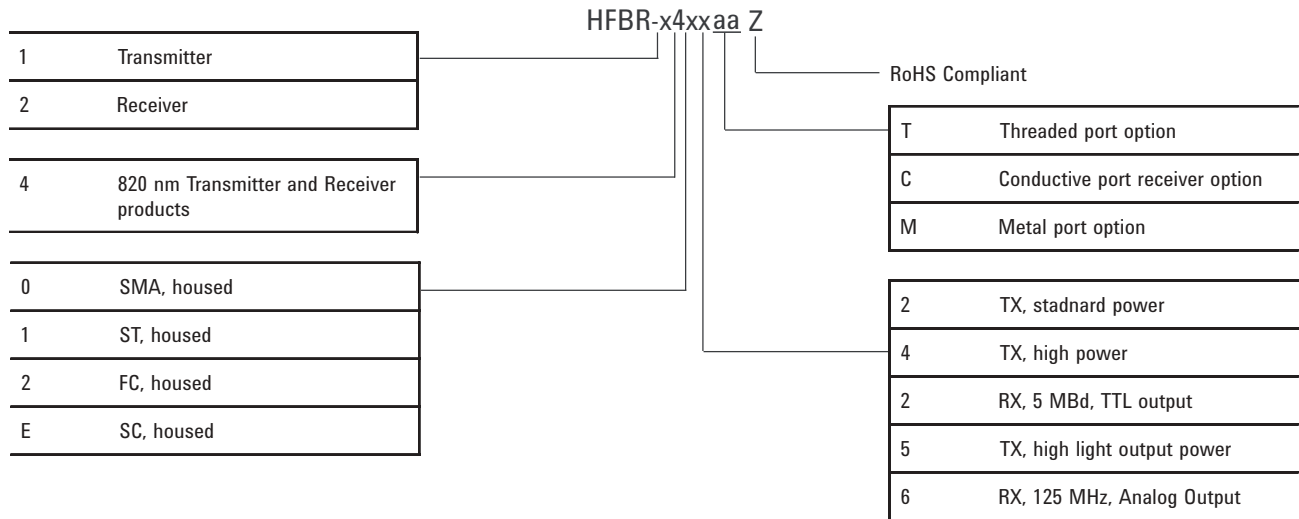 HFBR-x4xxaa Z
1 Transmitter
2 Receiver
4 820 nm Transmitter and Receiver
products
0 SMA, housed
1 ST, housed
2 FC, housed
E SC, housed
RoHS Compliant
T Threaded port option
C Conductive port receiver option
M Metal port option
2 TX, stadnard power
4 TX, high power
2 RX, 5 MBd, TTL output
5 TX, high light output power
6 RX, 125 MHz, Analog Output